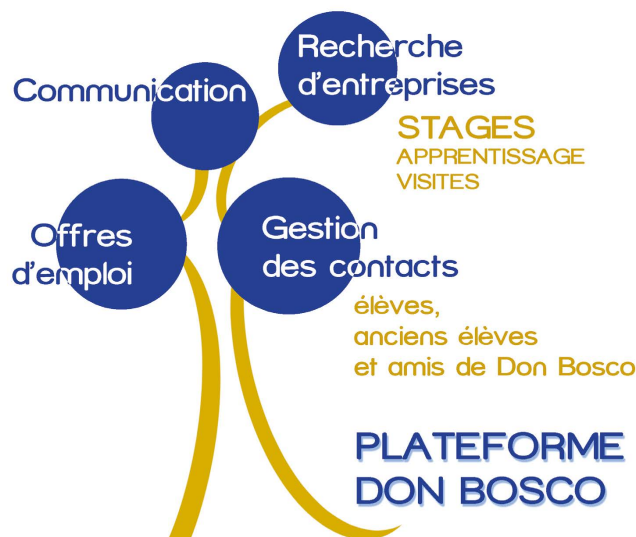 Communication
Recherche
d'entreprises
STAGES
APPRENTISSAGE
VISITES
Offres
d'emploi
Gestion
des contacts
élèves,
anciens élèves
et amis de Don Bosco
PLATEFORME
DON BOSCO